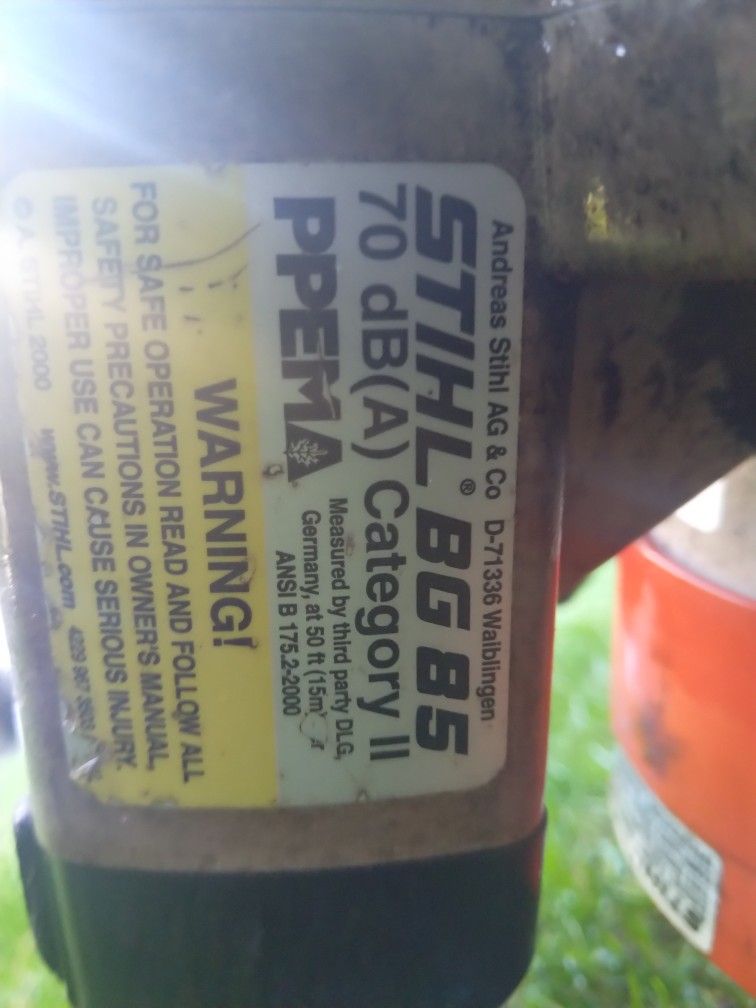 Andreas Stihl AG & Co D-71336 Waiblingen
STIHL® BG 85
70 dB(A) Category II
PPEMA
Measured by third party DLG,
Germany, at 50 ft (15m)
ANSI B 175.2-2000
WARNING!
FOR SAFE OPERATION READ AND FOLLOW ALL
SAFETY PRECAUTIONS IN OWNER'S MANUAL,
IMPROPER USE CAN CAUSE SERIOUS INJURY.
© A. STIHL 2000 www.STIHL.com 4229 967